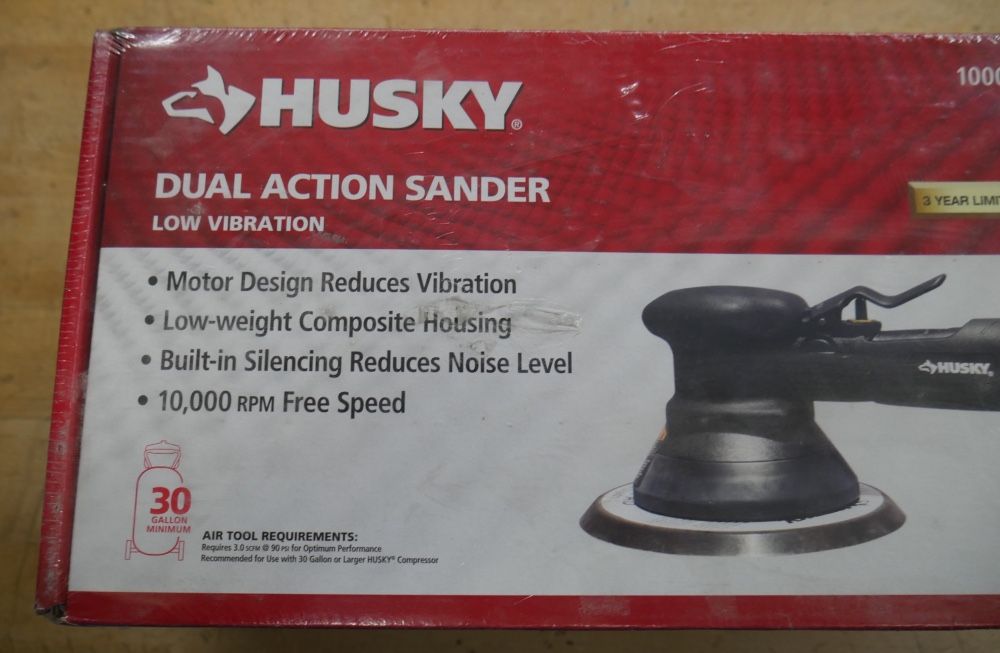 HUSKY®
1000
DUAL ACTION SANDER
LOW VIBRATION
3 YEAR LIMI
• Motor Design Reduces Vibration
• Low-weight Composite Housing
• Built-in Silencing Reduces Noise Level
• 10,000 RPM Free Speed
HUSKY®
30
GALLON
MINIMUM
AIR TOOL REQUIREMENTS:
Requires 3.0 SCFM @ 90 PSI for Optimum Performance
Recommended for Use with 30 Gallon or Larger HUSKY® Compressor